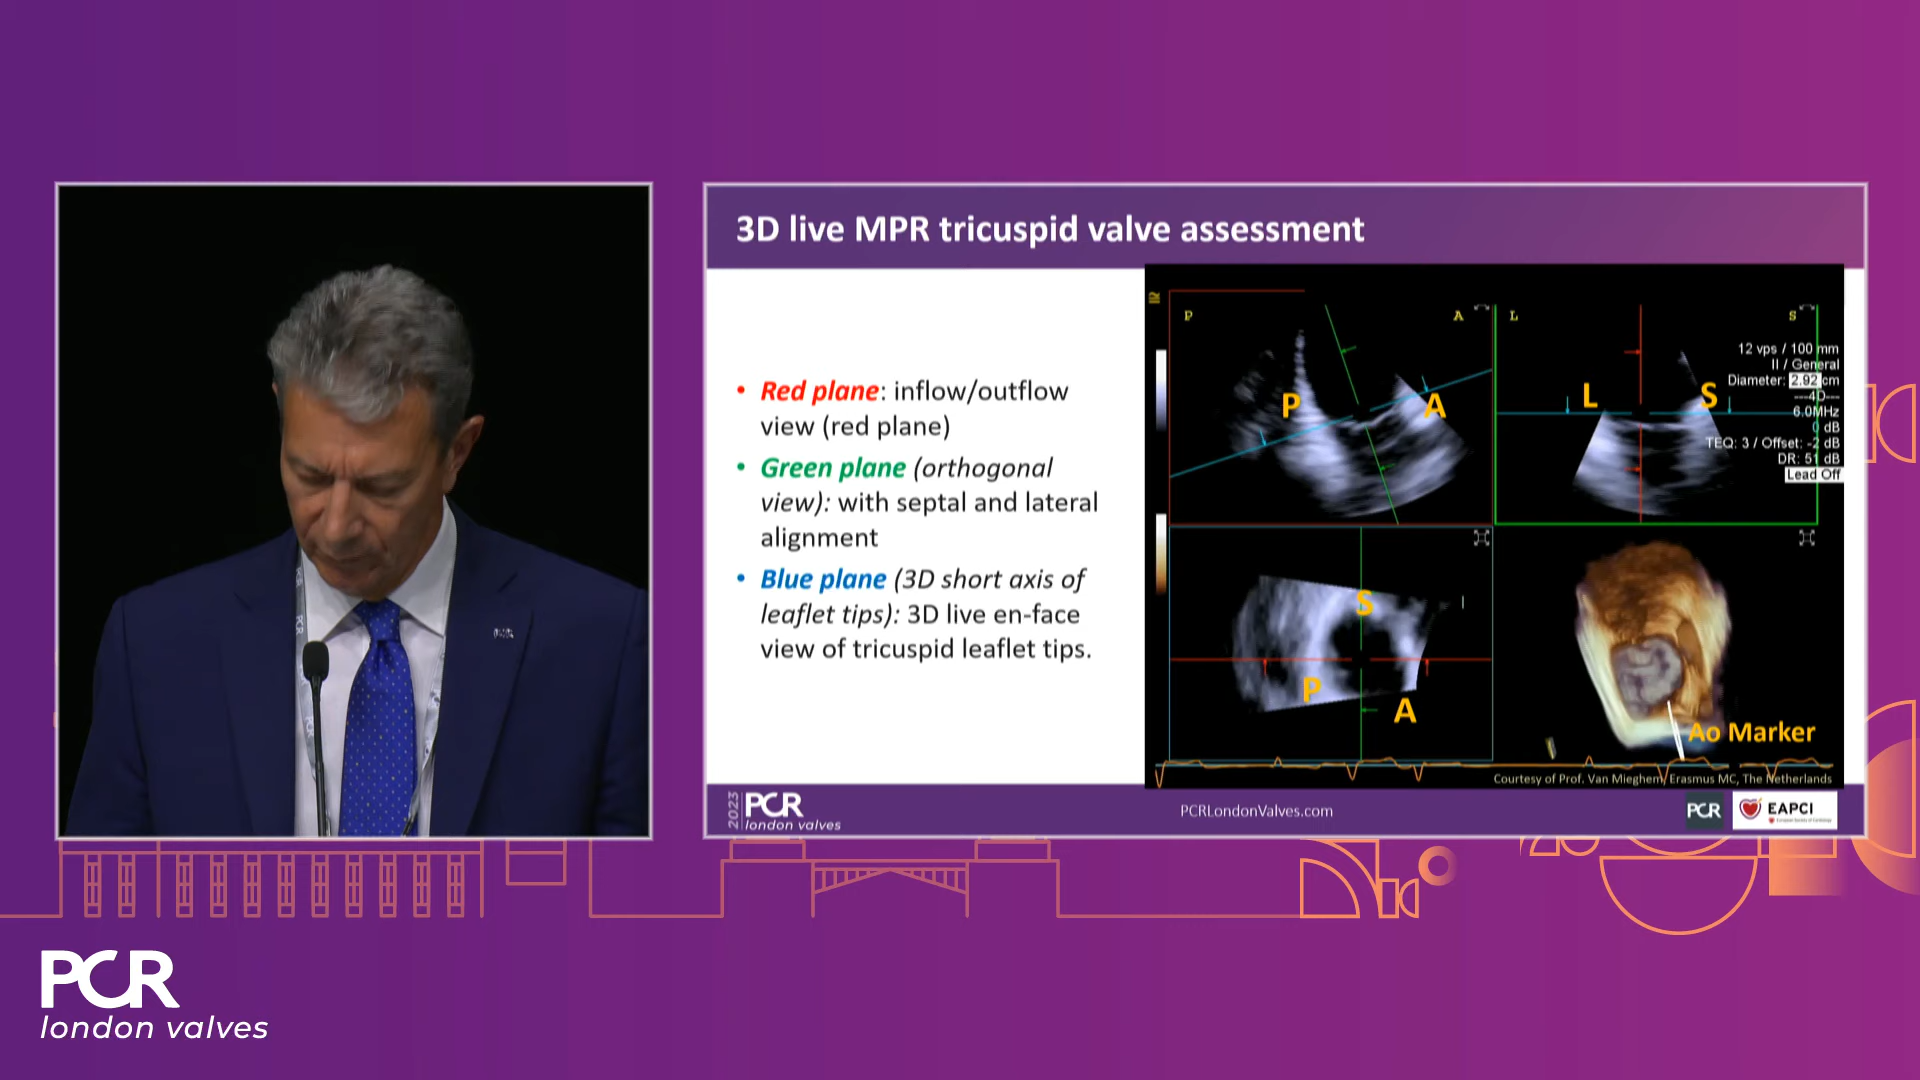 3D live MPR tricuspid valve assessment
• Red plane: inflow/outflow
view (red plane)
• Green plane (orthogonal
view): with septal and lateral
alignment
• Blue plane (3D short axis of
leaflet tips): 3D live en-face
view of tricuspid leaflet tips.
P A
L S
12 vps / 100 mm
II / General
Diameter: 2.92 cm
---4D---
6.0MHz
0 dB
TEQ: 3 / Offset: -2 dB
DR: 51 dB
Lead Off
P A
L S
S
P
A
Ao Marker
Courtesy of Prof. Van Mieghem, Erasmus MC, The Netherlands
2023 PCR
london valves
PCRLondonValves.com
PCR
EAPCI
PCR
london valves
PCR